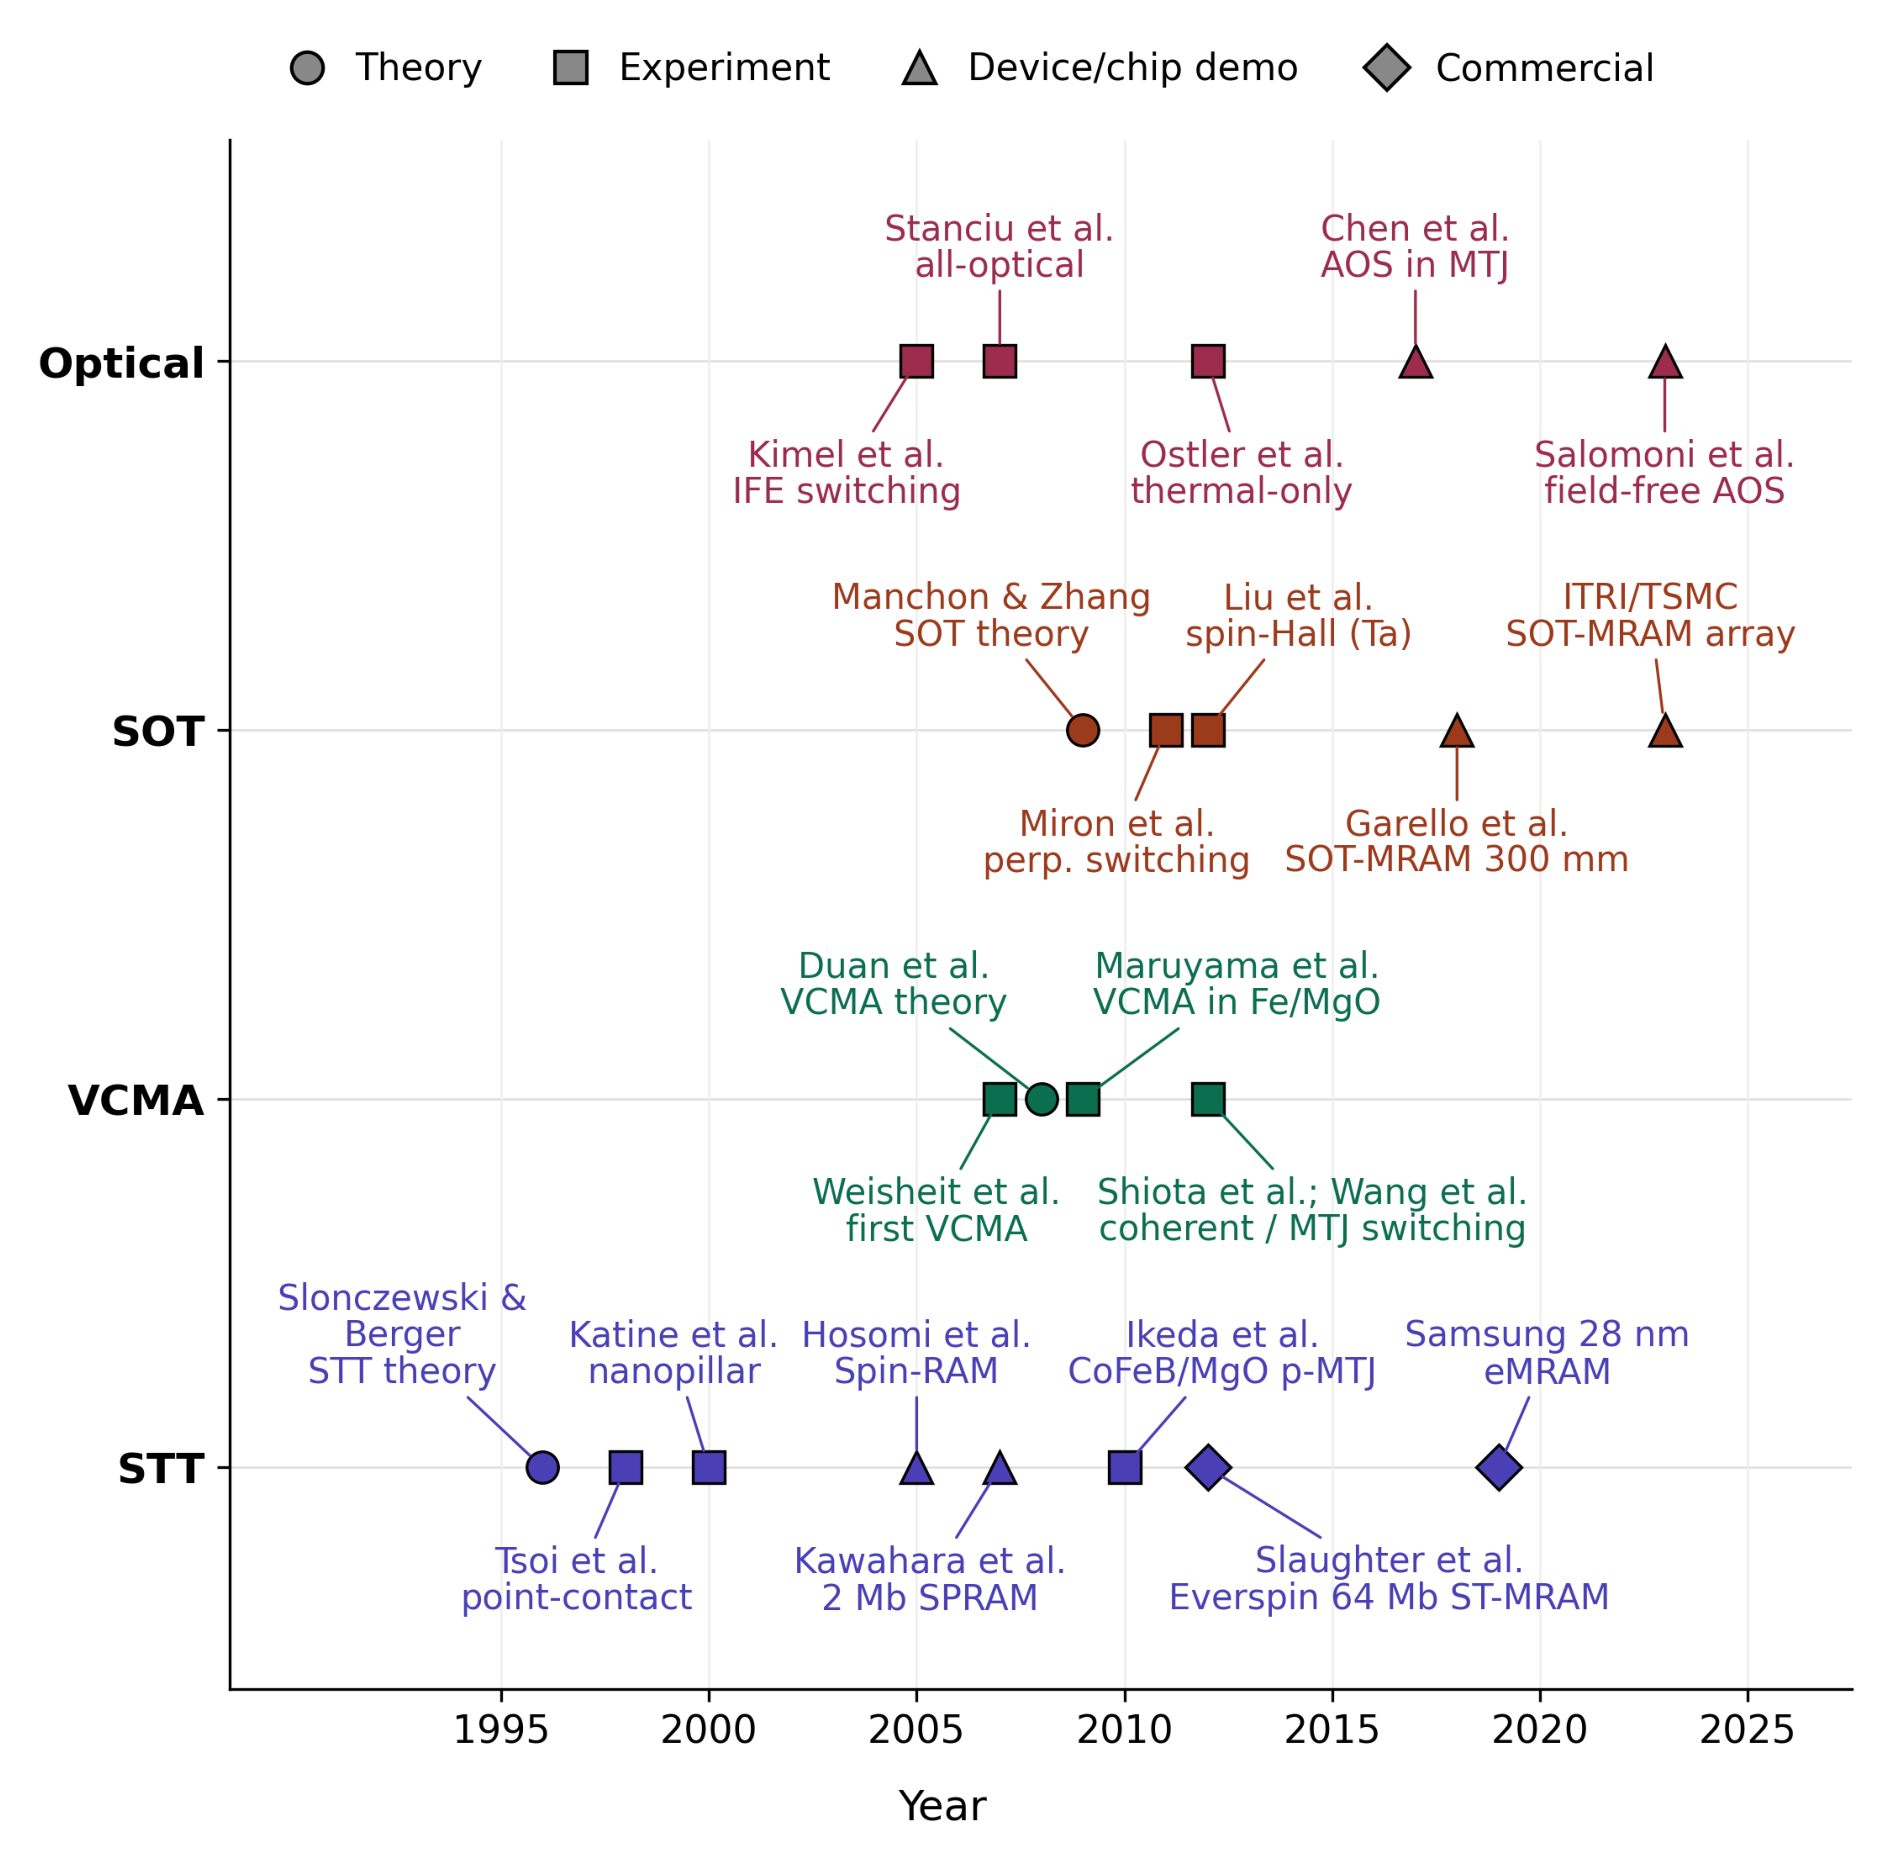 Theory
Experiment
Device/chip demo
Commercial
Optical
Stanciu et al.
all-optical
Chen et al.
AOS in MTJ
Kimel et al.
IFE switching
Ostler et al.
thermal-only
Salomoni et al.
field-free AOS
SOT
Manchon & Zhang
SOT theory
Liu et al.
spin-Hall (Ta)
ITRI/TSMC
SOT-MRAM array
Miron et al.
perp. switching
Garello et al.
SOT-MRAM 300 mm
VCMA
Duan et al.
VCMA theory
Maruyama et al.
VCMA in Fe/MgO
Weisheit et al.
first VCMA
Shiota et al.; Wang et al.
coherent / MTJ switching
STT
Slonczewski &
Berger
STT theory
Katine et al.
nanopillar
Hosomi et al.
Spin-RAM
Ikeda et al.
CoFeB/MgO p-MTJ
Samsung 28 nm
eMRAM
Tsoi et al.
point-contact
Kawahara et al.
2 Mb SPRAM
Slaughter et al.
Everspin 64 Mb ST-MRAM
1995
2000
2005
2010
2015
2020
2025
Year